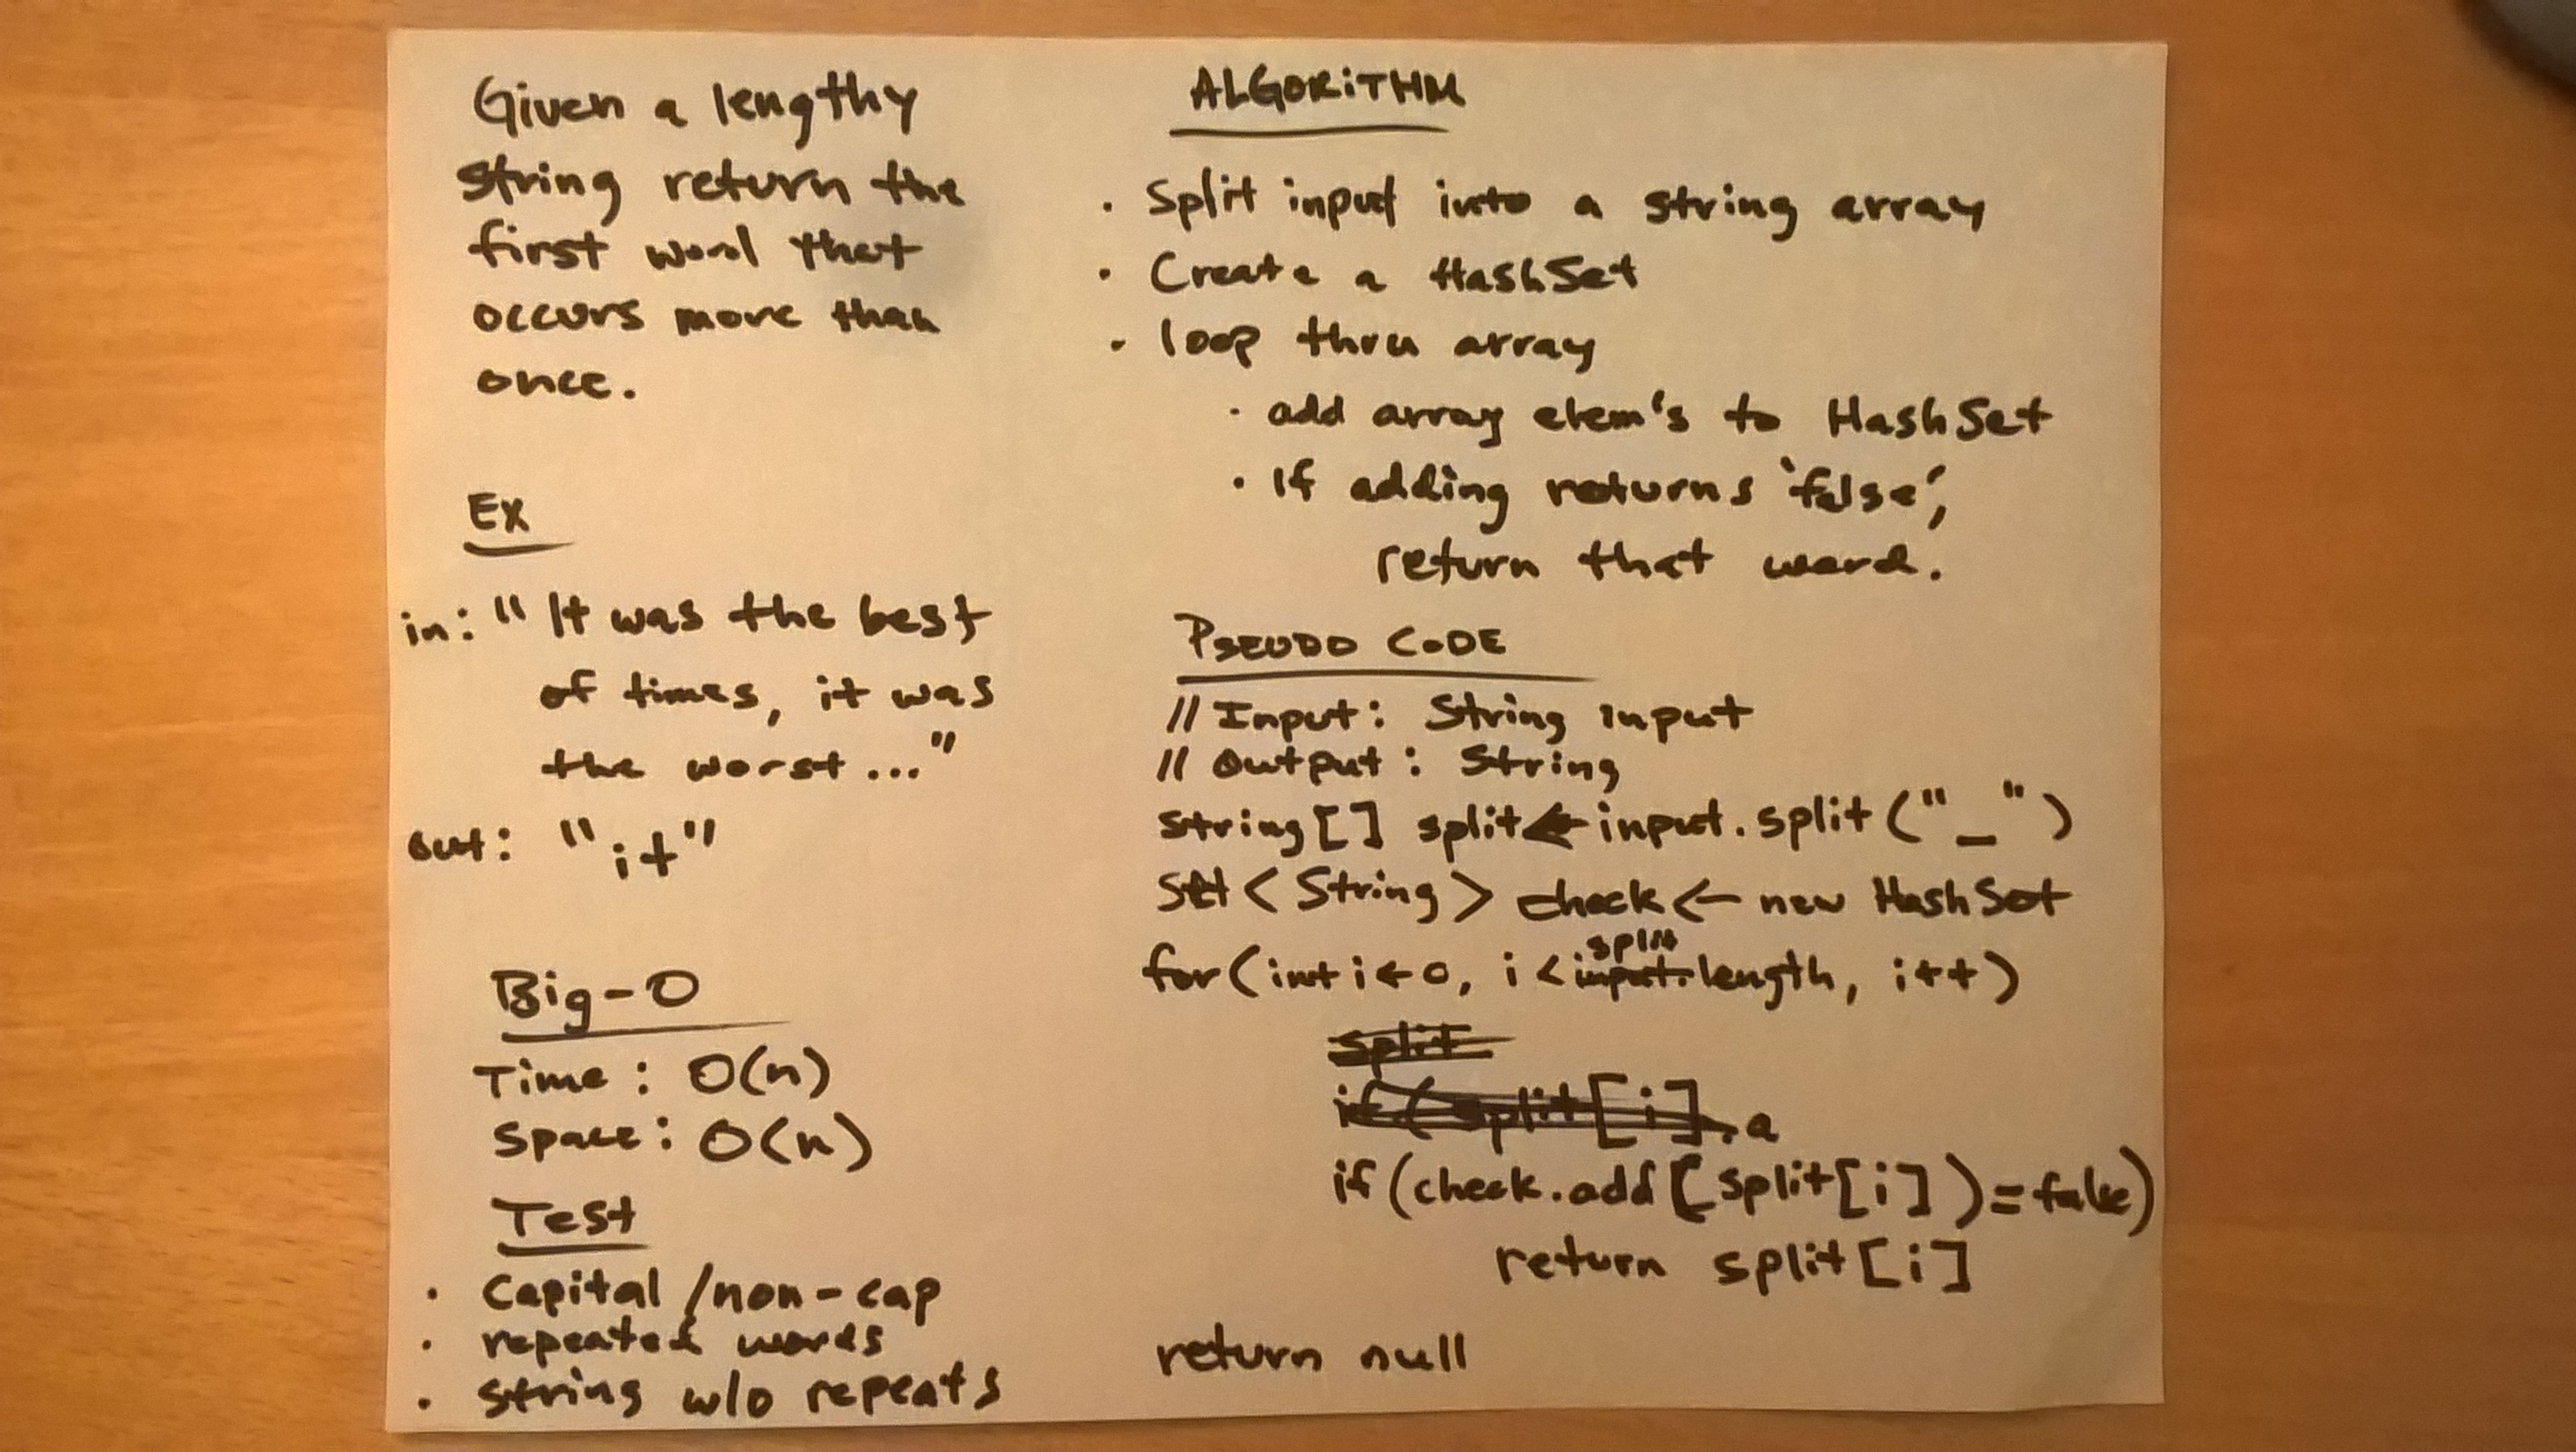 Given a lengthy
string return the
first word that
occurs more than
once.
Ex
in: "It was the best
of times, it was
the worst..."
out: "it"
Big-O
Time: O(n)
Space: O(n)
Test
· Capital/non-cap
· repeated words
· string w/o repeats
ALGORiTHM
· Split input into a string array
· Create a HashSet
· loop thru array
· add array elem's to HashSet
· If adding returns 'false',
return that word.
PSEUDO CODE
// Input: String input
// Output: String
String[] split ← input.split("_")
Set<String> check ← new HashSet
split
for(int i ← 0, i < input.length, i++)
split
if(split[i].a
if(check.add[split[i])=false)
return split[i]
return null